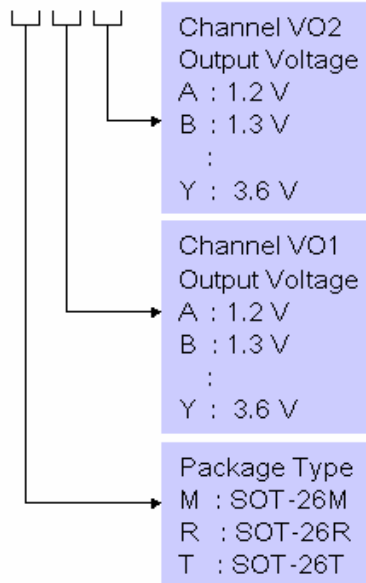 Channel VO2
Output Voltage
A : 1.2 V
B : 1.3 V
:
Y : 3.6 V
Channel VO1
Output Voltage
A : 1.2 V
B : 1.3 V
:
Y : 3.6 V
Package Type
M : SOT-26M
R : SOT-26R
T : SOT-26T